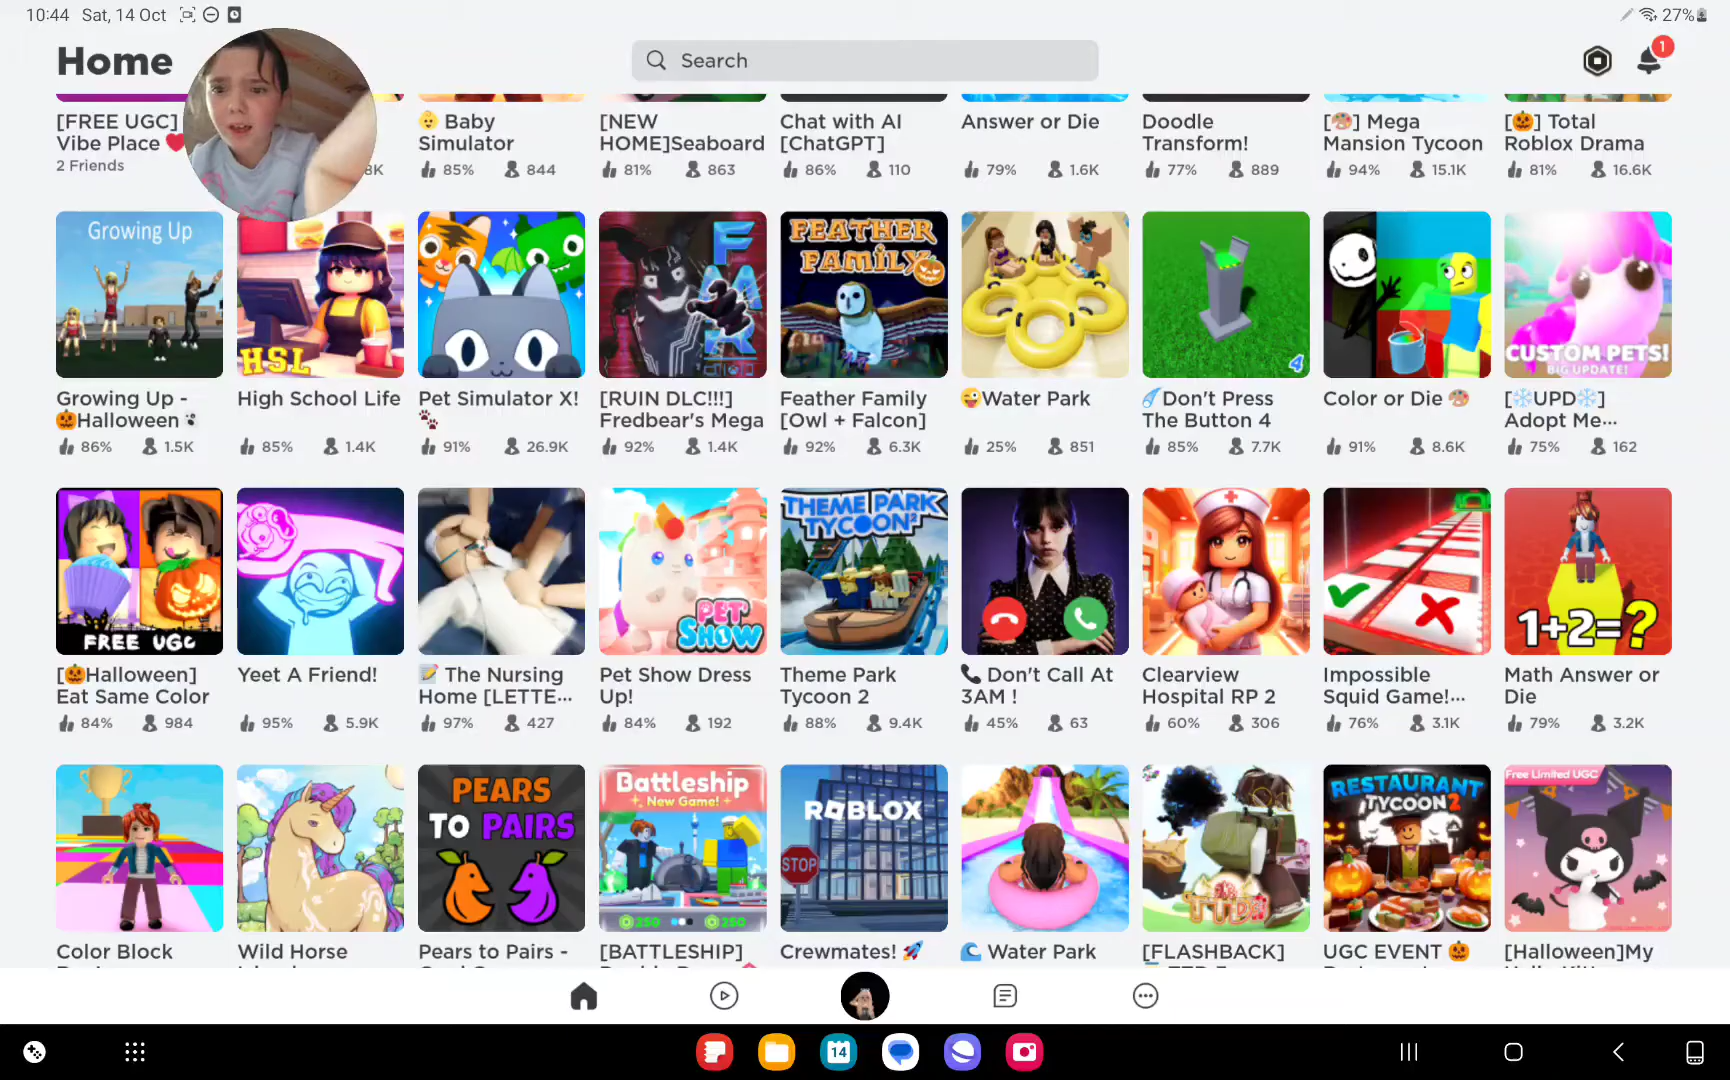 10:44 Sat, 14 Oct
27%
Home
Search
1
[FREE UGC]
Vibe Place ❤️
2 Friends
8K
👶 Baby
Simulator
85% 844
[NEW
HOME]Seaboard
81% 863
Chat with AI
[ChatGPT]
86% 110
Answer or Die
79% 1.6K
Doodle
Transform!
77% 889
[🎨] Mega
Mansion Tycoon
94% 15.1K
[🎃] Total
Roblox Drama
81% 16.6K
Growing Up
HSL
FEATHER
FAMILY
4
CUSTOM PETS!
BIG UPDATE!
Growing Up -
🎃Halloween
86% 1.5K
High School Life
85% 1.4K
Pet Simulator X!
🐾
91% 26.9K
[RUIN DLC!!!]
Fredbear's Mega
92% 1.4K
Feather Family
[Owl + Falcon]
92% 6.3K
😜Water Park
25% 851
☄️Don't Press
The Button 4
85% 7.7K
Color or Die 🎨
91% 8.6K
[❄️UPD❄️]
Adopt Me...
75% 162
FREE UGC
PET
SHOW
THEME PARK
TYCOON 2
1+2=?
[🎃Halloween]
Eat Same Color
84% 984
Yeet A Friend!
95% 5.9K
📝 The Nursing
Home [LETTE...
97% 427
Pet Show Dress
Up!
84% 192
Theme Park
Tycoon 2
88% 9.4K
📞 Don't Call At
3AM !
45% 63
Clearview
Hospital RP 2
60% 306
Impossible
Squid Game!...
76% 3.1K
Math Answer or
Die
79% 3.2K
PEARS
TO PAIRS
Battleship
New Game!
250 250
ROBLOX
STOP
RESTAURANT
TYCOON 2
Free Limited UGC
Color Block
Wild Horse
Pears to Pairs -
[BATTLESHIP]
Crewmates! 🚀
🌊 Water Park
[FLASHBACK]
UGC EVENT 🎃
[Halloween]My
14